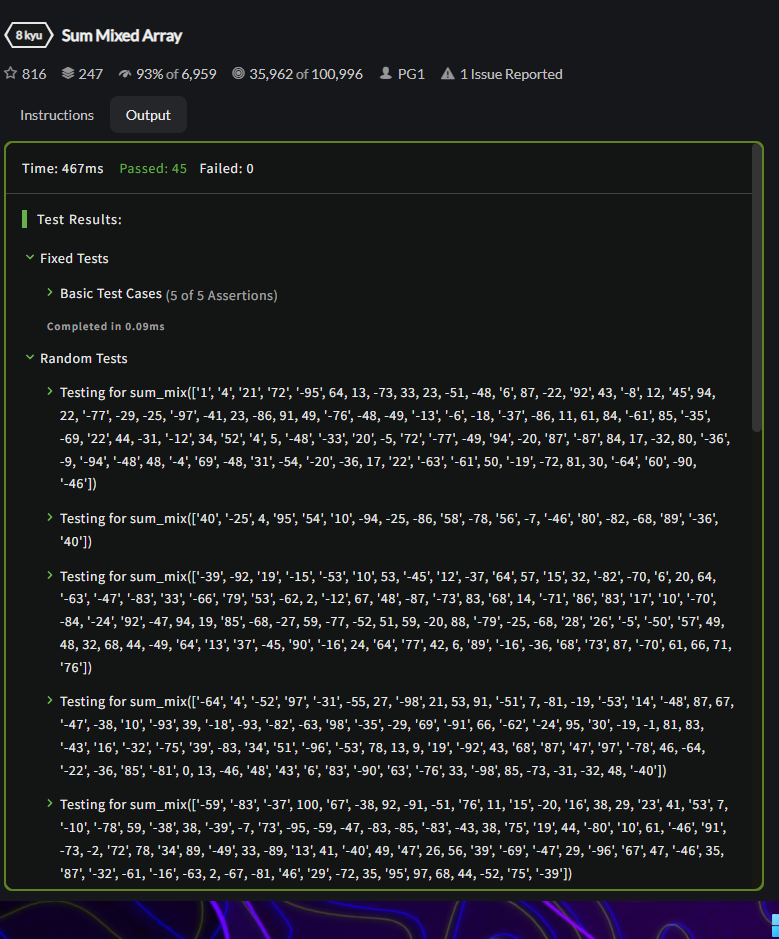 8 kyu Sum Mixed Array
816 247 93% of 6,959 35,962 of 100,996 PG1 1 Issue Reported
Instructions Output
Time: 467ms Passed: 45 Failed: 0
Test Results:
Fixed Tests
Basic Test Cases (5 of 5 Assertions)
Completed in 0.09ms
Random Tests
Testing for sum_mix(['1', '4', '21', '72', '-95', 64, 13, -73, 33, 23, -51, -48, '6', 87, -22, '92', 43, '-8', 12, '45', 94,
22, '-77', -29, -25, '-97', -41, 23, -86, 91, 49, '-76', -48, -49, '-13', '-6', -18, '-37', -86, 11, 61, 84, '-61', 85, '-35',
-69, '22', 44, -31, '-12', 34, '52', '4', 5, '-48', '-33', '20', -5, '72', '-77', -49, '94', -20, '87', '-87', 84, 17, -32, 80, '-36',
-9, '-94', '-48', 48, '-4', '69', -48, '31', -54, '-20', -36, 17, '22', '-63', '-61', 50, '-19', -72, 81, 30, '-64', '60', -90,
'-46'])
Testing for sum_mix(['40', '-25', 4, '95', '54', '10', -94, -25, -86, '58', -78, '56', -7, '-46', '80', -82, -68, '89', '-36',
'40'])
Testing for sum_mix(['-39', -92, '19', '-15', '-53', '10', 53, '-45', '12', -37, '64', 57, '15', 32, '-82', -70, '6', 20, 64,
'-63', '-47', '-83', '33', '-66', '79', '53', -62, 2, '-12', 67, '48', -87, '-73', 83, '68', 14, '-71', '86', '83', '17', '10', '-70',
-84, '-24', '92', -47, 94, 19, '85', -68, -27, 59, -77, -52, 51, 59, -20, 88, '-79', -25, -68, '28', '26', '-5', '-50', '57', 49,
48, 32, 68, 44, -49, '64', '13', '37', -45, '90', '-16', 24, '64', '77', 42, 6, '89', '-16', -36, '68', '73', 87, '-70', 61, 66, 71,
'76'])
Testing for sum_mix(['-64', '4', '-52', '97', '-31', -55, 27, '-98', 21, 53, 91, '-51', 7, -81, -19, '-53', '14', '-48', 87, 67,
'-47', -38, '10', '-93', 39, '-18', -93, '-82', -63, '98', '-35', -29, '69', '-91', 66, '-62', '-24', 95, '30', -19, -1, 81, 83,
'-43', '16', '-32', '-75', '39', -83, '34', '51', '-96', '-53', 78, 13, 9, '19', '-92', 43, '68', '87', '47', '97', '-78', 46, -64,
'-22', -36, '85', '-81', 0, 13, -46, '48', '43', '6', '83', '-90', '63', '-76', 33, '-98', 85, -73, -31, -32, 48, '-40'])
Testing for sum_mix(['-59', '-83', '-37', 100, '67', -38, 92, -91, -51, '76', 11, '15', -20, '16', 38, 29, '23', 41, '53', 7,
'-10', '-78', 59, '-38', 38, '-39', -7, '73', -95, -59, -47, -83, -85, '-83', -43, 38, '75', '19', 44, '-80', '10', 61, '-46', '91',
-73, -2, '72', 78, '34', 89, '-49', 33, -89, '13', 41, '-40', 49, '47', 26, 56, '39', '-69', '-47', 29, '-96', '67', 47, '-46', 35,
'87', '-32', -61, '-16', -63, 2, -67, -81, '46', '29', -72, 35, '95', 97, 68, 44, -52, '75', '-39'])